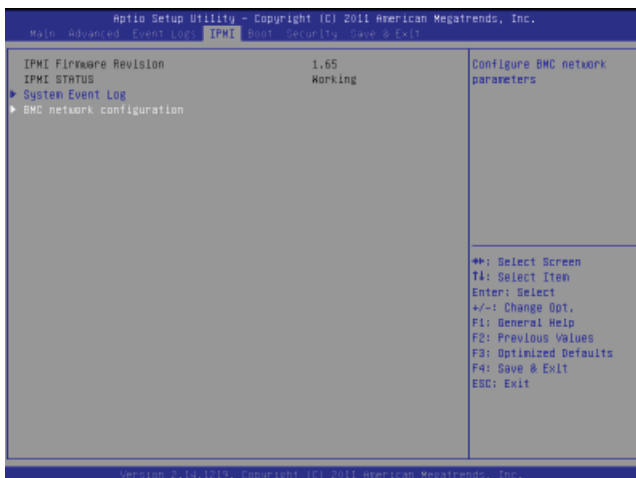 Aptio Setup Utility – Copyright (C) 2011 American Megatrends, Inc.
Main Advanced Event Logs IPMI Boot Security Save & Exit
IPMI Firmware Revision 1.65
IPMI STATUS Working
► System Event Log
► BMC network configuration
Configure BMC network
parameters
→←: Select Screen
↑↓: Select Item
Enter: Select
+/-: Change Opt.
F1: General Help
F2: Previous Values
F3: Optimized Defaults
F4: Save & Exit
ESC: Exit
Version 2.14.1219. Copyright (C) 2011 American Megatrends, Inc.